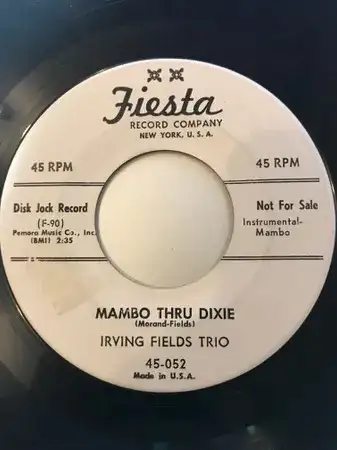 Fiesta
RECORD COMPANY
NEW YORK, U. S. A.
45 RPM
45 RPM
Disk Jock Record
(F-90)
Pemora Music Co., Inc.
(BMI) 2:35
Not For Sale
Instrumental-
Mambo
MAMBO THRU DIXIE
(Morand-Fields)
IRVING FIELDS TRIO
45-052
Made in U.S.A.